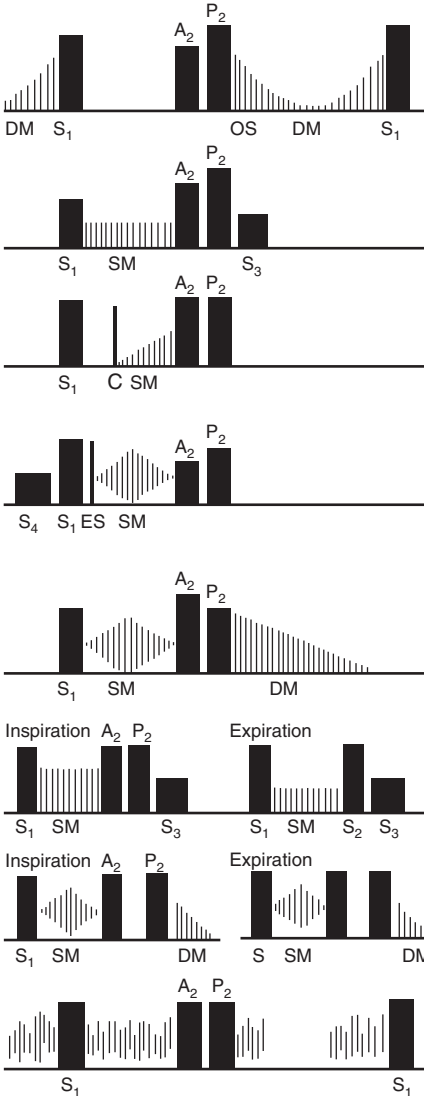 A2 P2
DM S1 OS DM S1
A2 P2
S1 SM S3
A2 P2
S1 C SM
A2 P2
S4 S1 ES SM
A2 P2
S1 SM DM
Inspiration A2 P2 Expiration
S1 SM S3 S1 SM S2 S3
Inspiration A2 P2 Expiration
S1 SM DM S SM DM
A2 P2
S1 S1